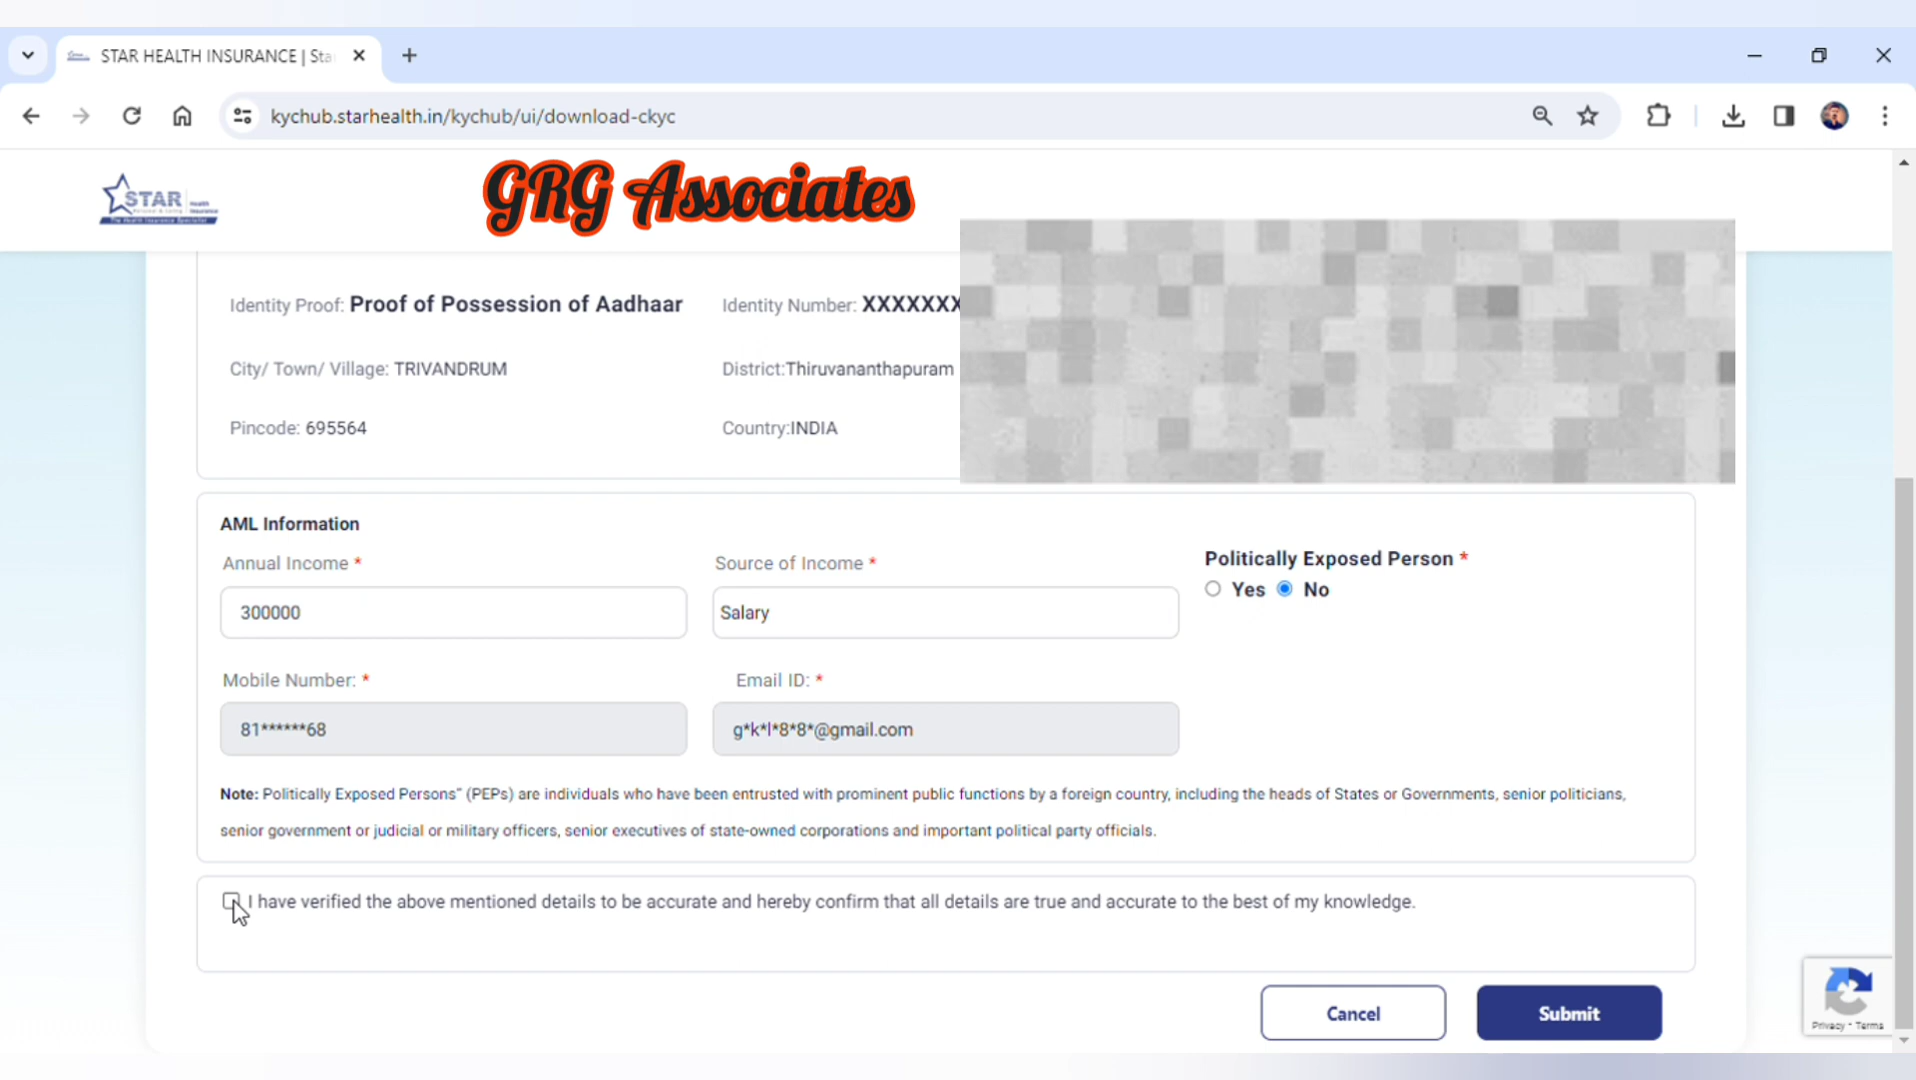 STAR HEALTH INSURANCE | Sta
kychub.starhealth.in/kychub/ui/download-ckyc
STAR Health Insurance
The Health Insurance Specialist
GRG Associates
Identity Proof: Proof of Possession of Aadhaar
Identity Number: XXXXXXX
City/ Town/ Village: TRIVANDRUM
District:Thiruvananthapuram
Pincode: 695564
Country:INDIA
AML Information
Annual Income *
Source of Income *
Politically Exposed Person *
Yes No
300000
Salary
Mobile Number: *
Email ID: *
81******68
g*k*l*8*8*@gmail.com
Note: Politically Exposed Persons" (PEPs) are individuals who have been entrusted with prominent public functions by a foreign country, including the heads of States or Governments, senior politicians,
senior government or judicial or military officers, senior executives of state-owned corporations and important political party officials.
I have verified the above mentioned details to be accurate and hereby confirm that all details are true and accurate to the best of my knowledge.
Cancel
Submit
Privacy - Terms